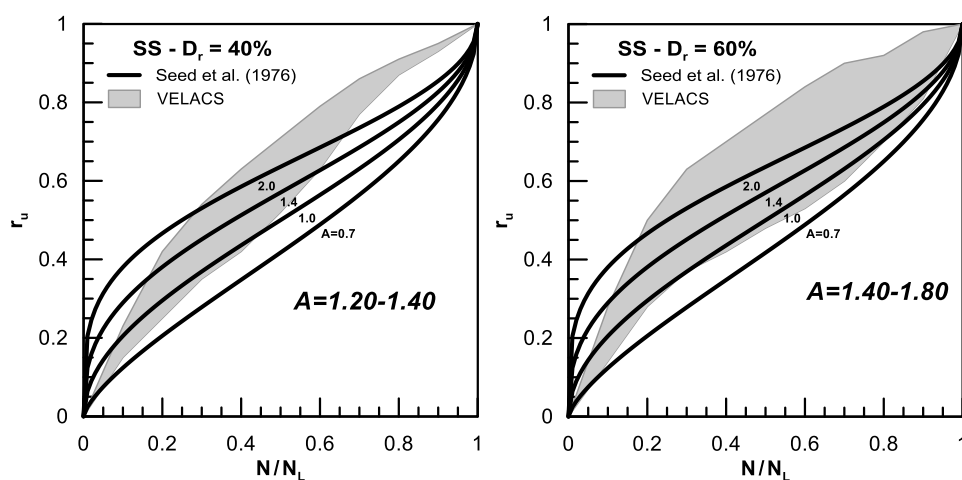 1
SS - Dr = 40%
Seed et al. (1976)
VELACS
0.8
0.6
ru
2.0
1.4
1.0
A=0.7
0.4
A=1.20-1.40
0.2
0
0 0.2 0.4 0.6 0.8 1
N/NL
1
SS - Dr = 60%
Seed et al. (1976)
VELACS
0.8
0.6
ru
2.0
1.4
1.0
A=0.7
0.4
A=1.40-1.80
0.2
0
0 0.2 0.4 0.6 0.8 1
N/NL